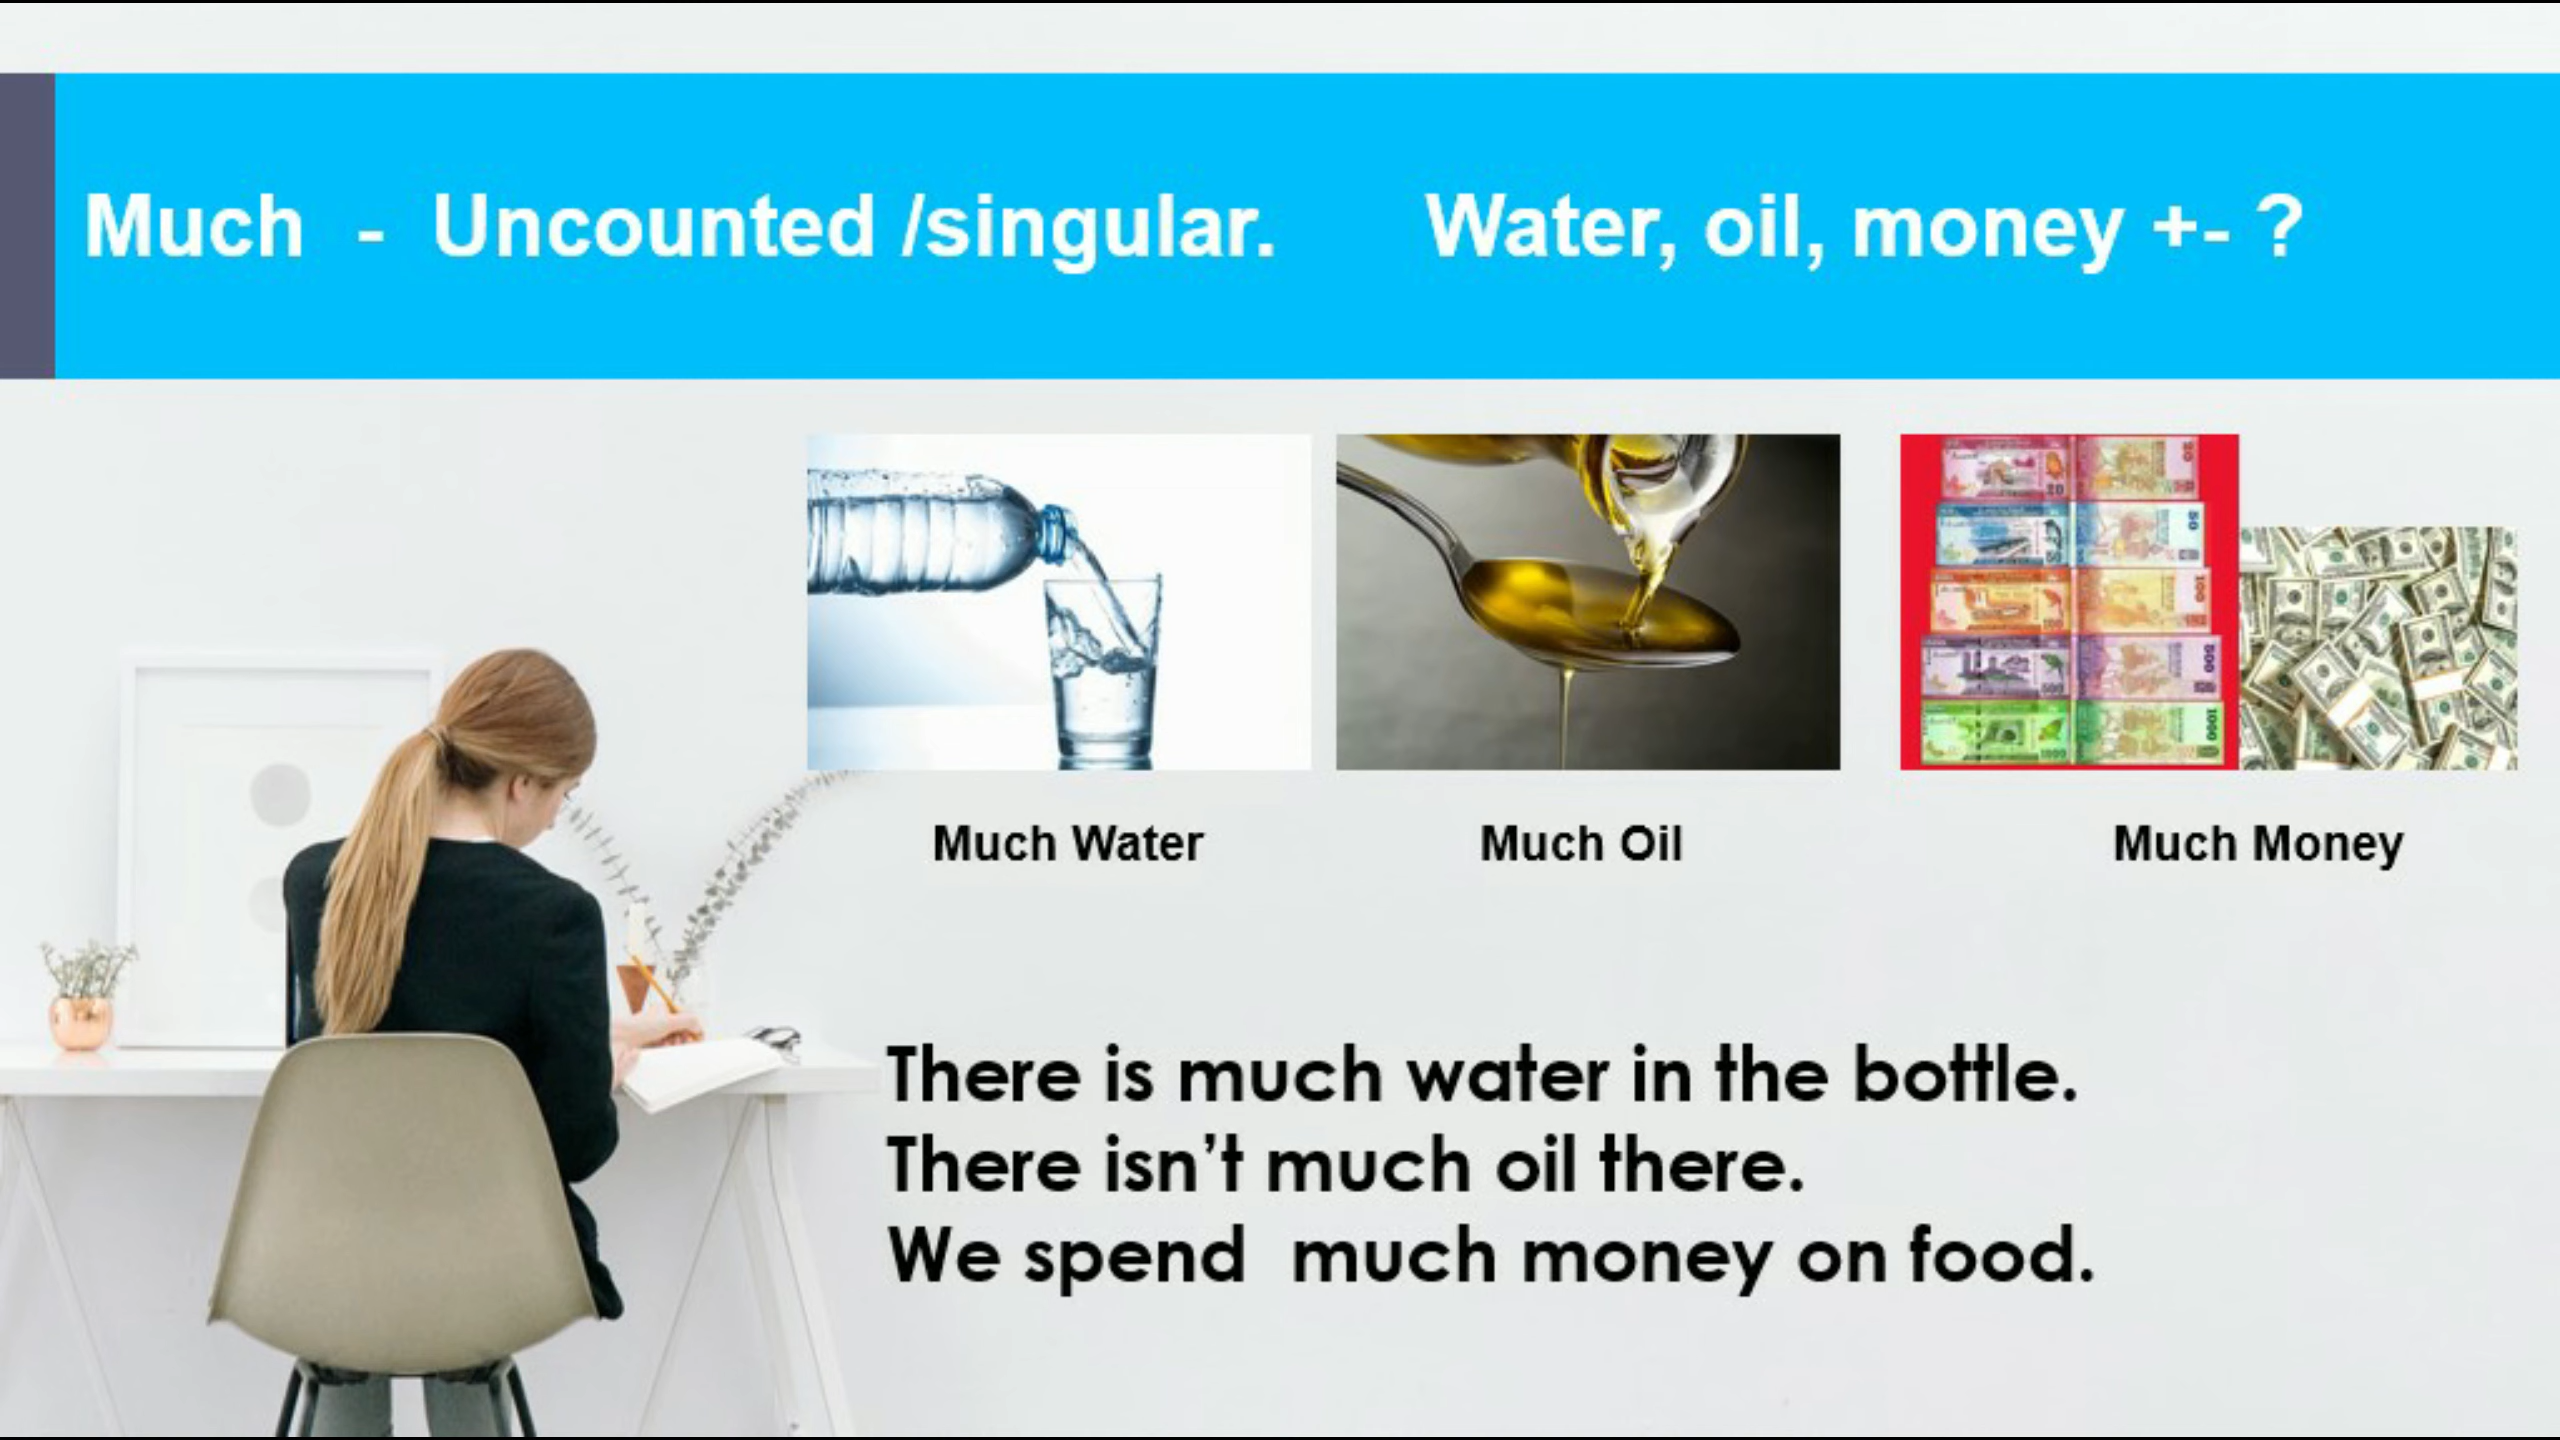 Much - Uncounted /singular. Water, oil, money +- ?
Much Water
Much Oil
Much Money
There is much water in the bottle.
There isn't much oil there.
We spend much money on food.